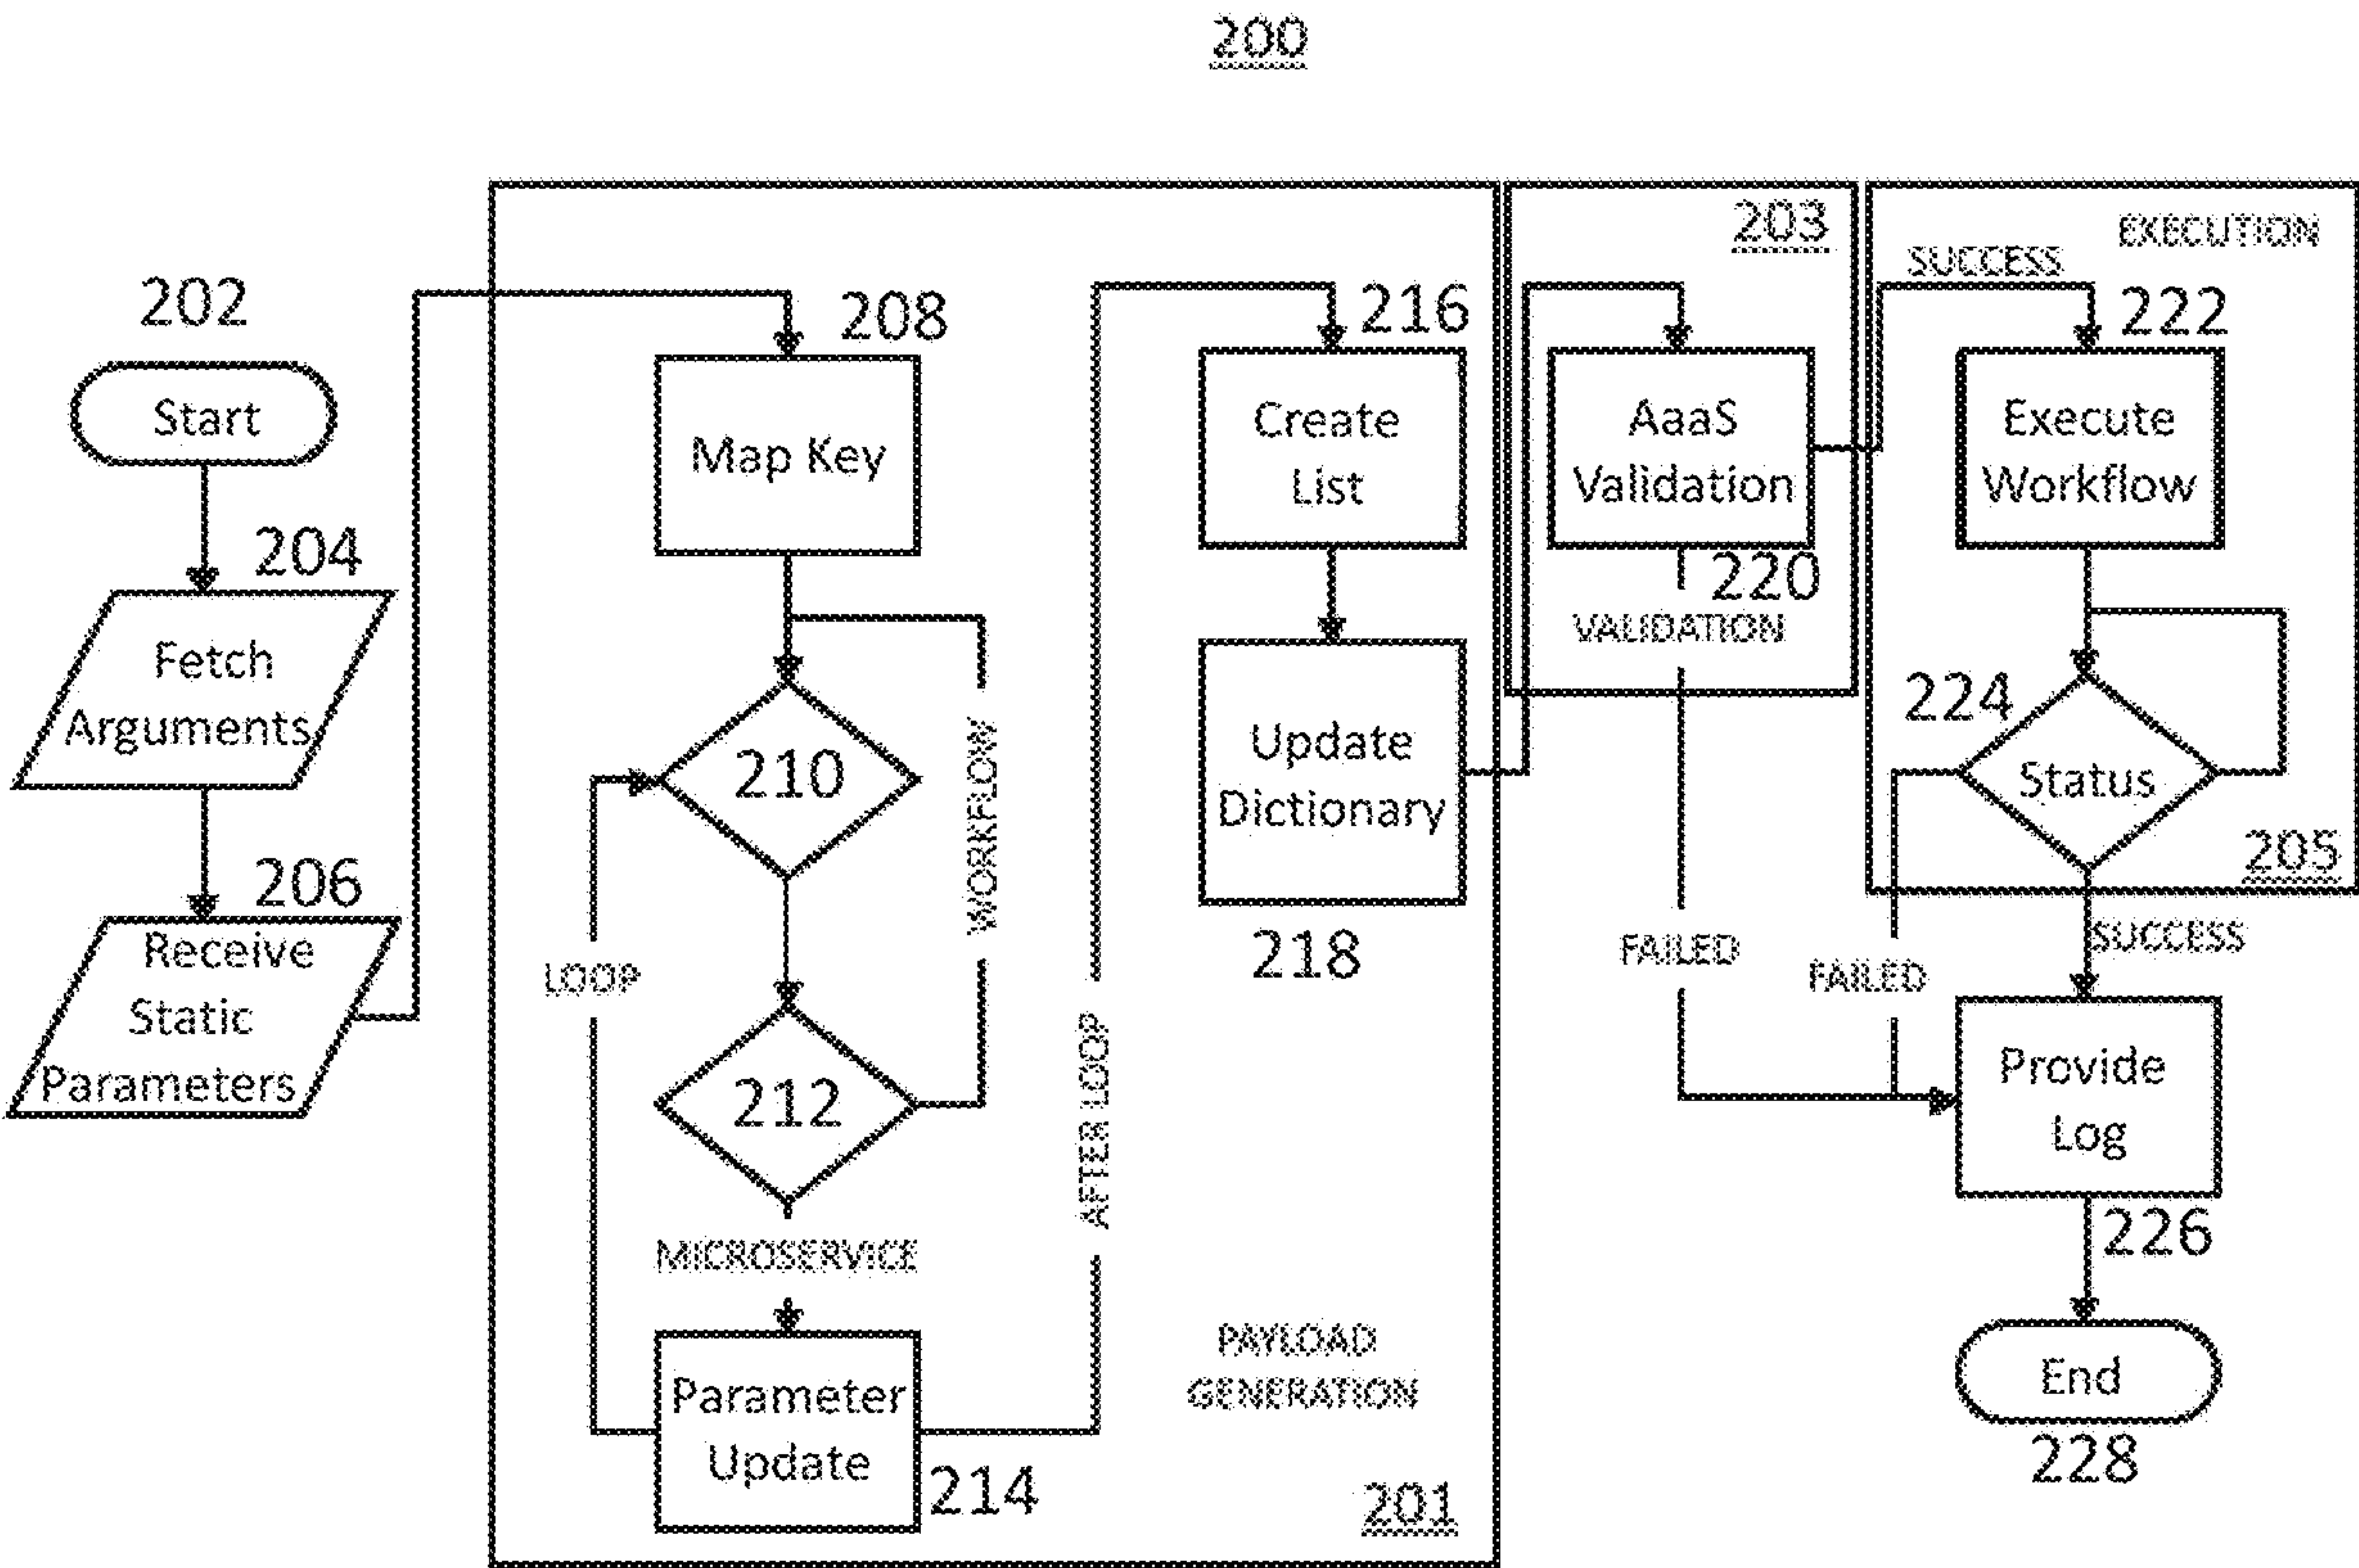 200
202
Start
204
Fetch
Arguments
206
Receive
Static
Parameters
208
Map Key
210
WORKFLOW
LOOP
212
MICROSERVICE
Parameter
Update
214
AFTER LOOP
216
Create
List
Update
Dictionary
218
PAYLOAD
GENERATION
201
203
AaaS
Validation
220
VALIDATION
FAILED
EXECUTION
SUCCESS
222
Execute
Workflow
224
Status
205
FAILED
SUCCESS
Provide
Log
226
End
228